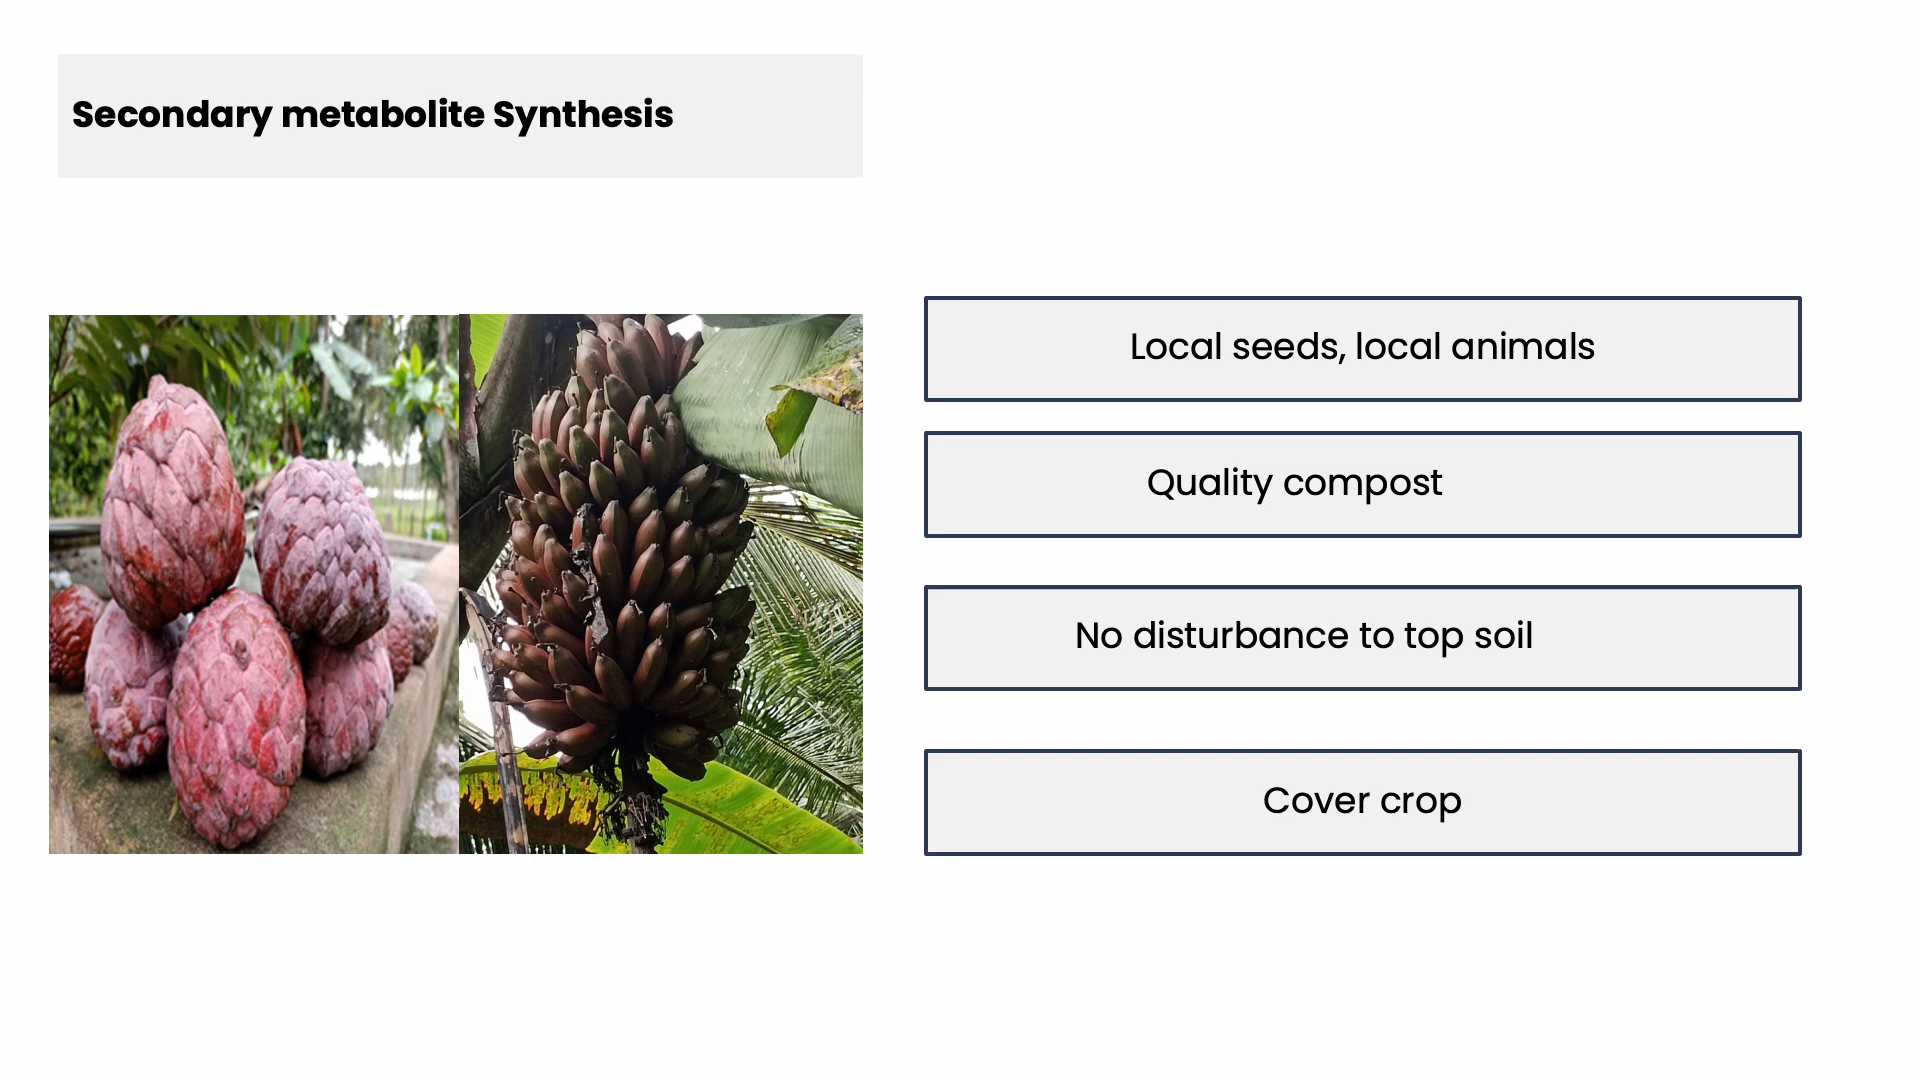 Secondary metabolite Synthesis
Local seeds, local animals
Quality compost
No disturbance to top soil
Cover crop